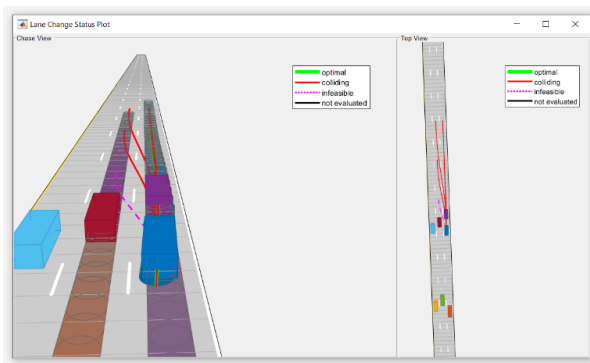 Lane Change Status Plot
Chase View
optimal
colliding
infeasible
not evaluated
Top View
optimal
colliding
infeasible
not evaluated